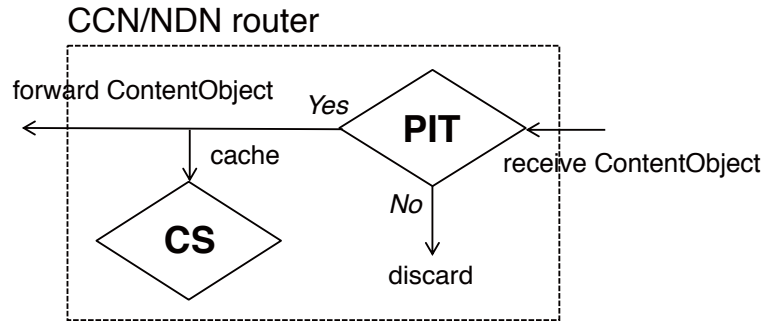 CCN/NDN router
forward ContentObject
Yes
PIT
cache
receive ContentObject
No
CS
discard